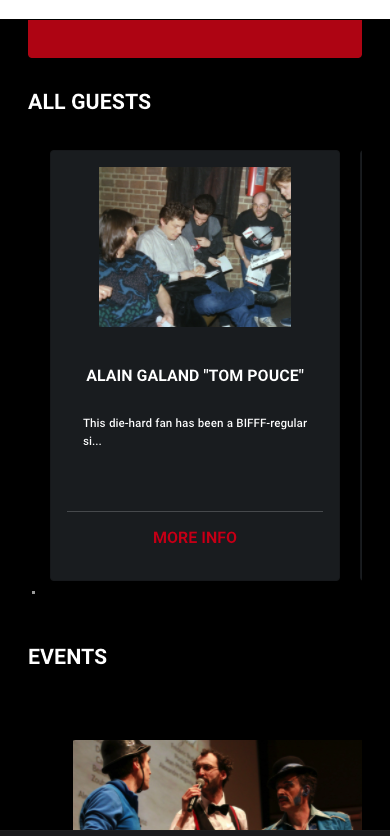 ALL GUESTS
ALAIN GALAND "TOM POUCE"
This die-hard fan has been a BIFFF-regular
si...
MORE INFO
EVENTS